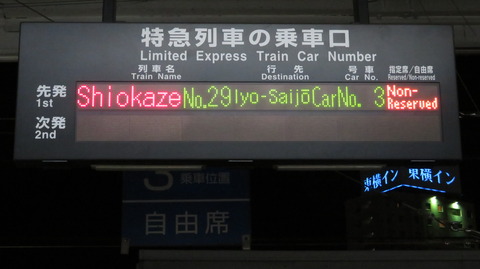 特急列車の乗車口
Limited Express Train Car Number
列車名 行先 号車 指定席/自由席
Train Name Destination Car No. Reserved/Non-reserved
先発 Shiokaze No.29 Iyo-Saijō CarNo. 3 Non-Reserved
1st
次発
2nd
3 乗車位置
自由席
東横イン 東横イン